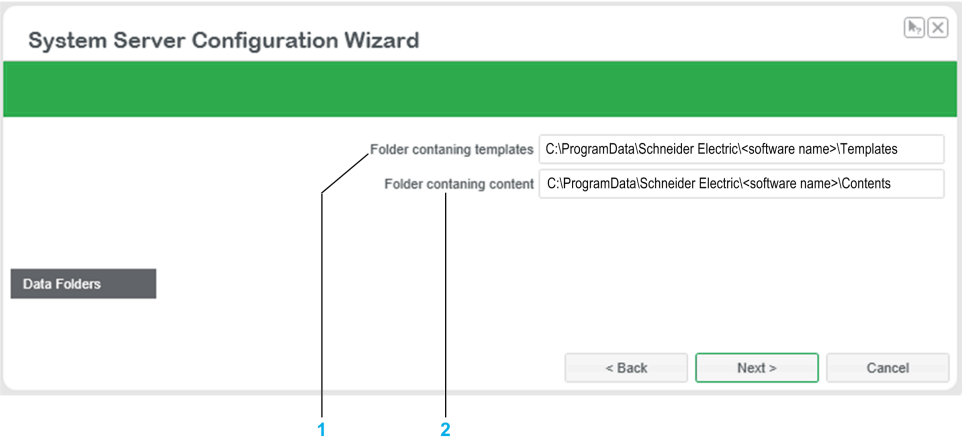 System Server Configuration Wizard
Folder contaning templates C:\ProgramData\Schneider Electric\<software name>\Templates
Folder contaning content C:\ProgramData\Schneider Electric\<software name>\Contents
Data Folders
< Back Next > Cancel
1 2